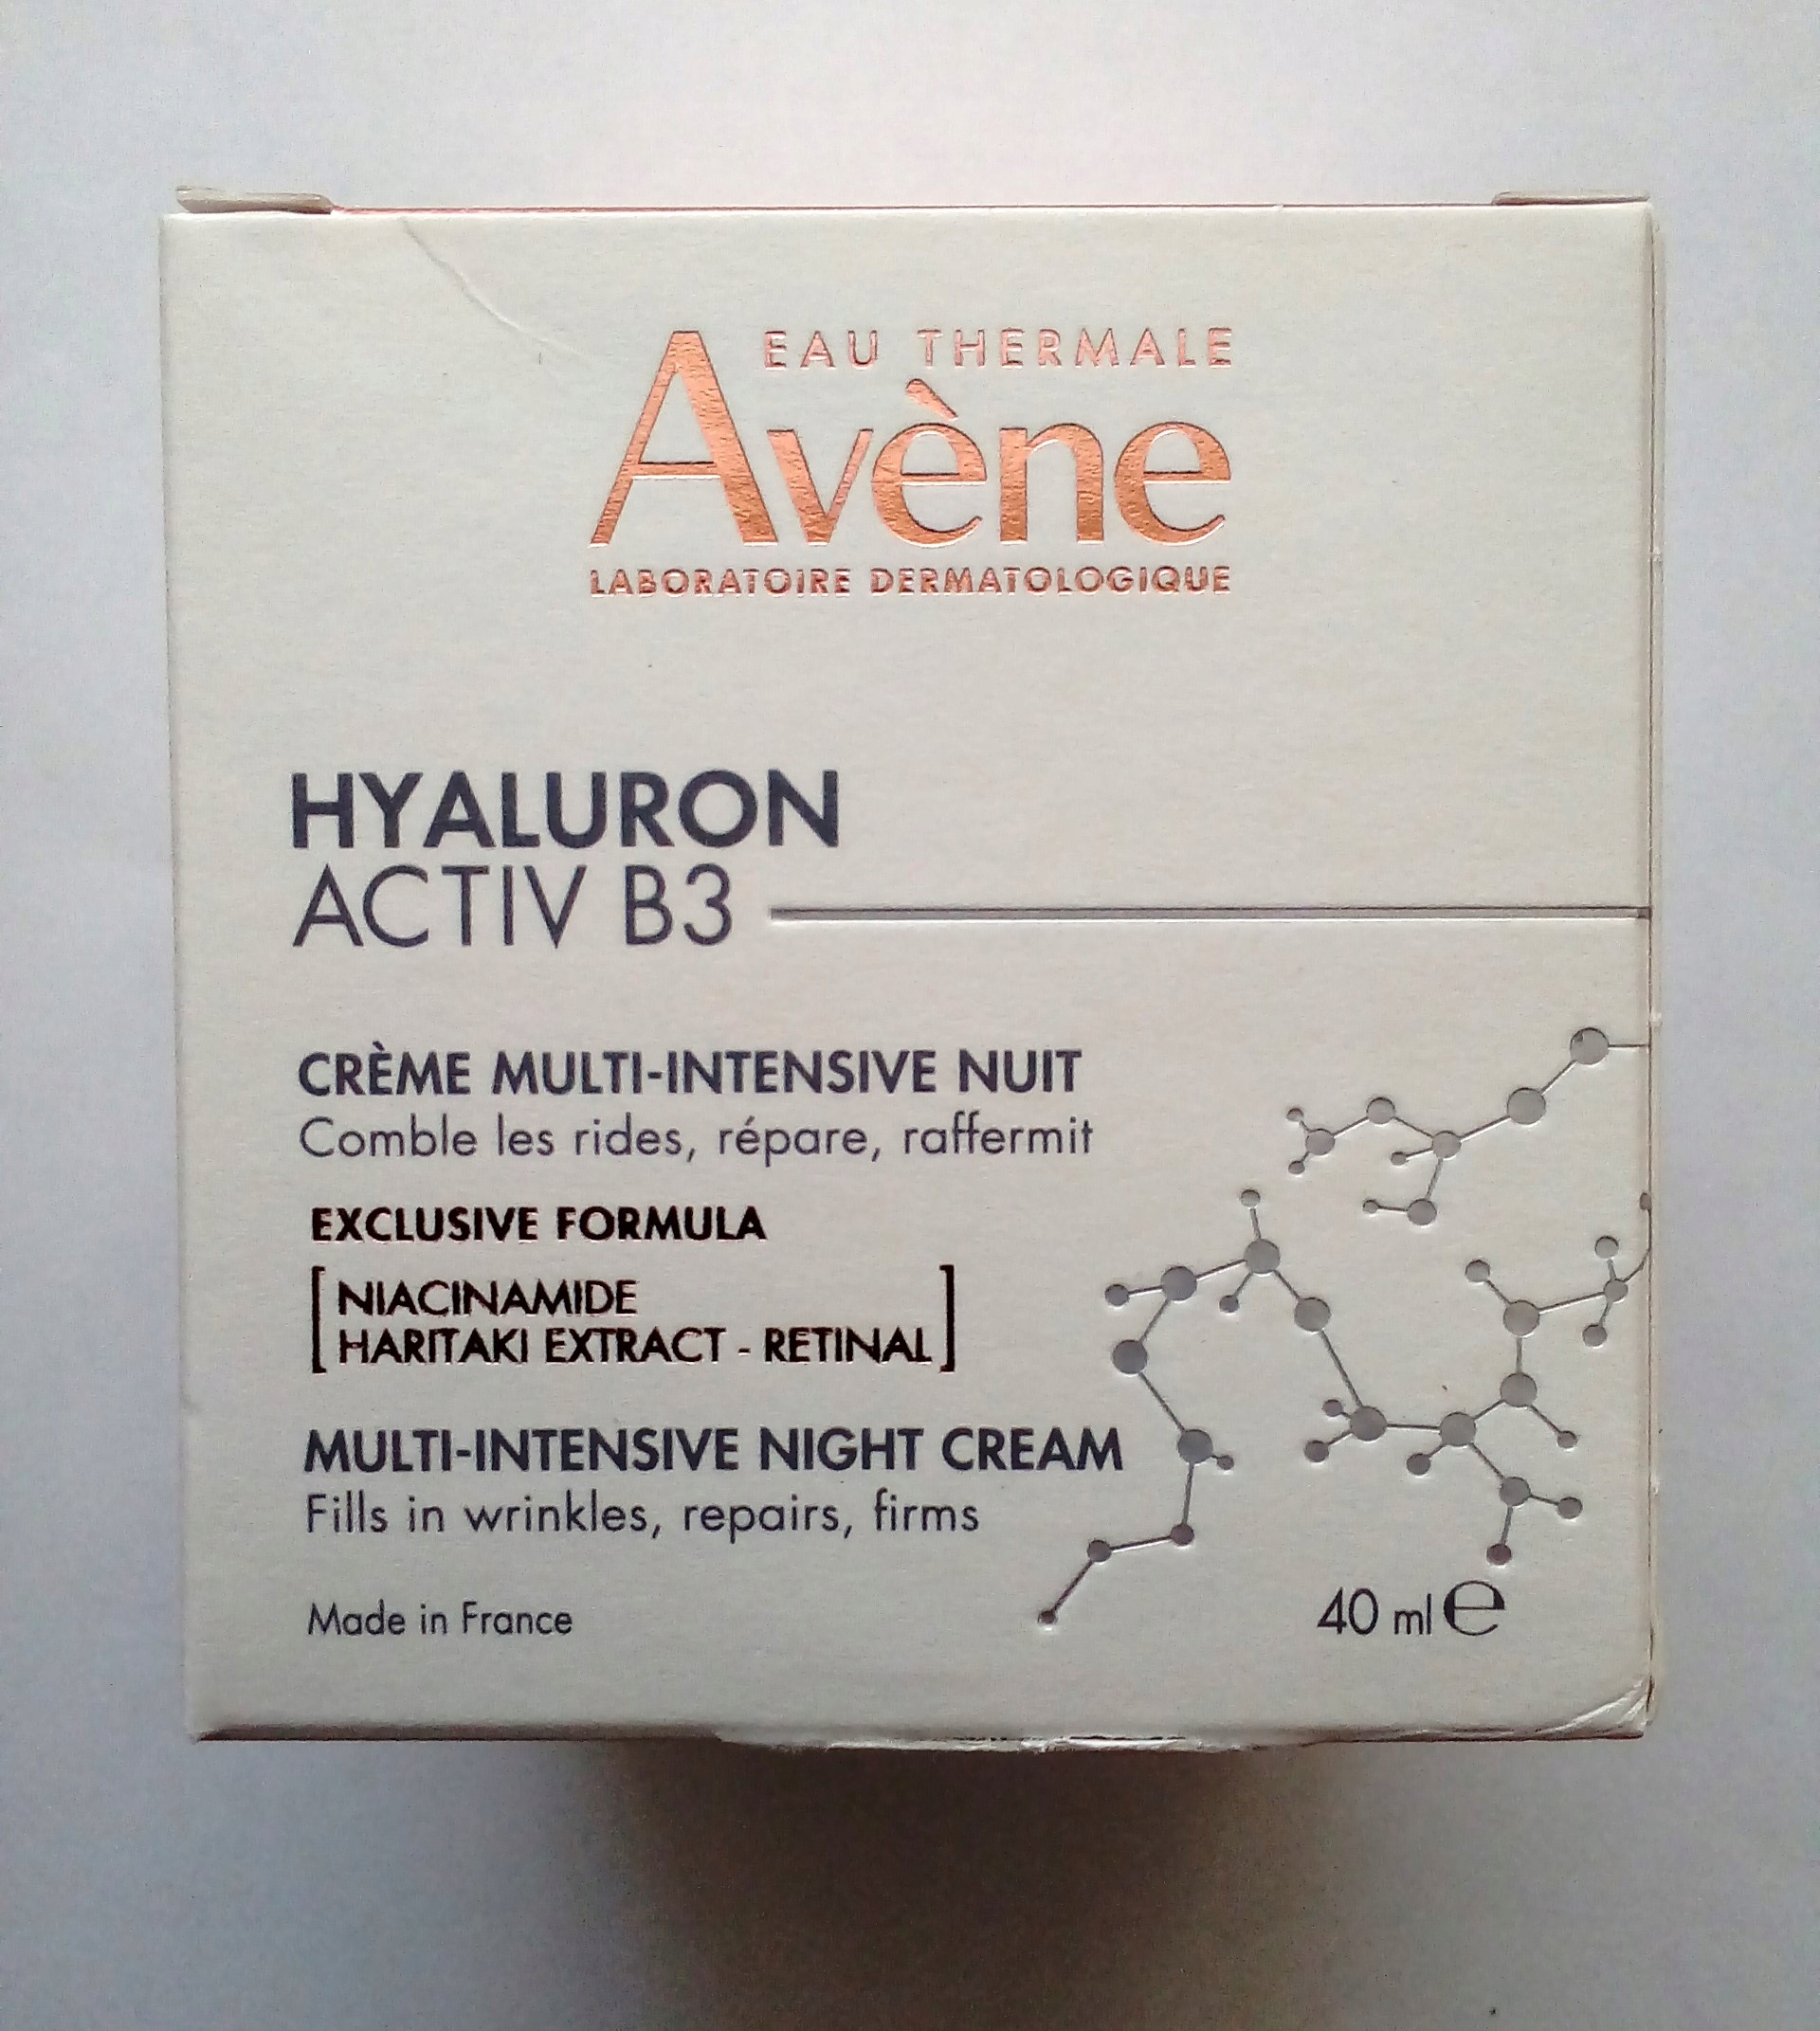 EAU THERMALE
Avène
LABORATOIRE DERMATOLOGIQUE
HYALURON
ACTIV B3
CRÈME MULTI-INTENSIVE NUIT
Comble les rides, répare, raffermit
EXCLUSIVE FORMULA
[NIACINAMIDE
HARITAKI EXTRACT - RETINAL]
MULTI-INTENSIVE NIGHT CREAM
Fills in wrinkles, repairs, firms
Made in France
40 ml ℮